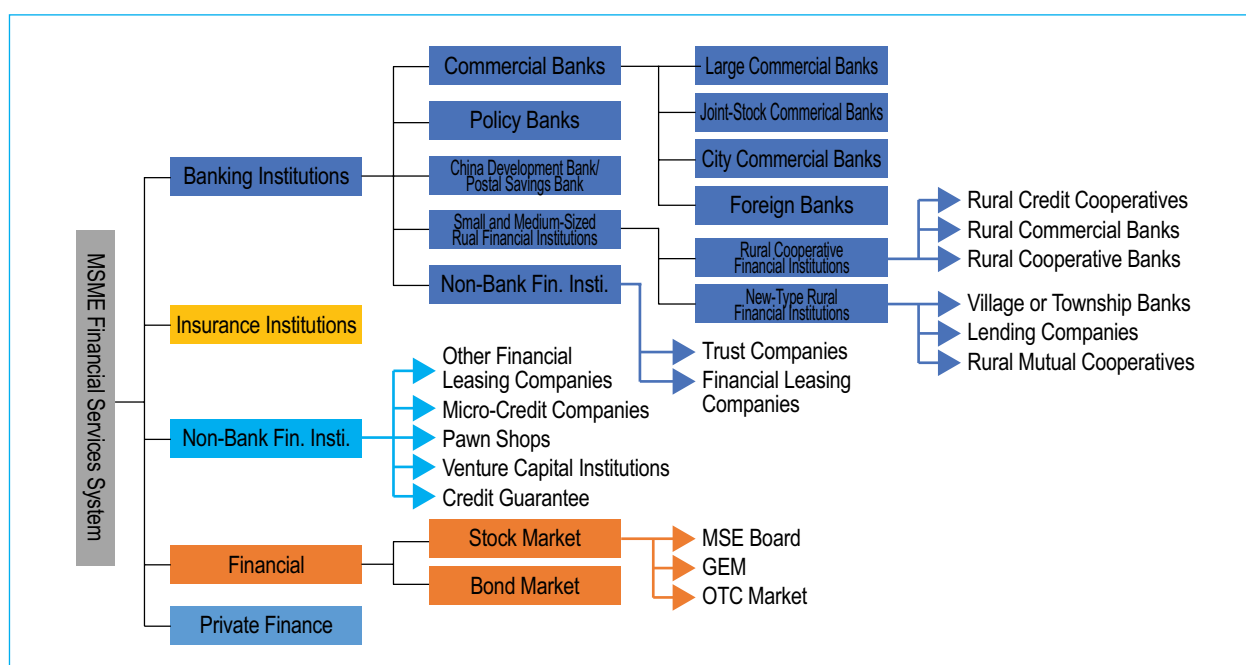 MSME Financial Services System
Banking Institutions
Commercial Banks
Large Commercial Banks
Joint-Stock Commerical Banks
City Commercial Banks
Foreign Banks
Policy Banks
China Development Bank/
Postal Savings Bank
Small and Medium-Sized
Rual Financial Institutions
Rural Cooperative
Financial Institutions
Rural Credit Cooperatives
Rural Commercial Banks
Rural Cooperative Banks
New-Type Rural
Financial Institutions
Village or Township Banks
Lending Companies
Rural Mutual Cooperatives
Non-Bank Fin. Insti.
Trust Companies
Financial Leasing
Companies
Insurance Institutions
Non-Bank Fin. Insti.
Other Financial
Leasing Companies
Micro-Credit Companies
Pawn Shops
Venture Capital Institutions
Credit Guarantee
Financial
Stock Market
MSE Board
GEM
OTC Market
Bond Market
Private Finance